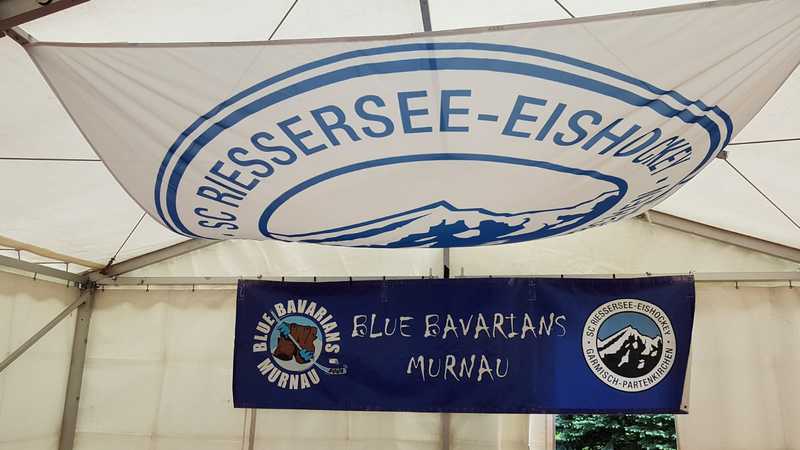 SC RIESSERSEE-EISHOCKEY ·
BLUE BAVARIANS
MURNAU
BLUE BAVARIANS
MURNAU
· SC RIESSERSEE-EISHOCKEY ·
GARMISCH-PARTENKIRCHEN